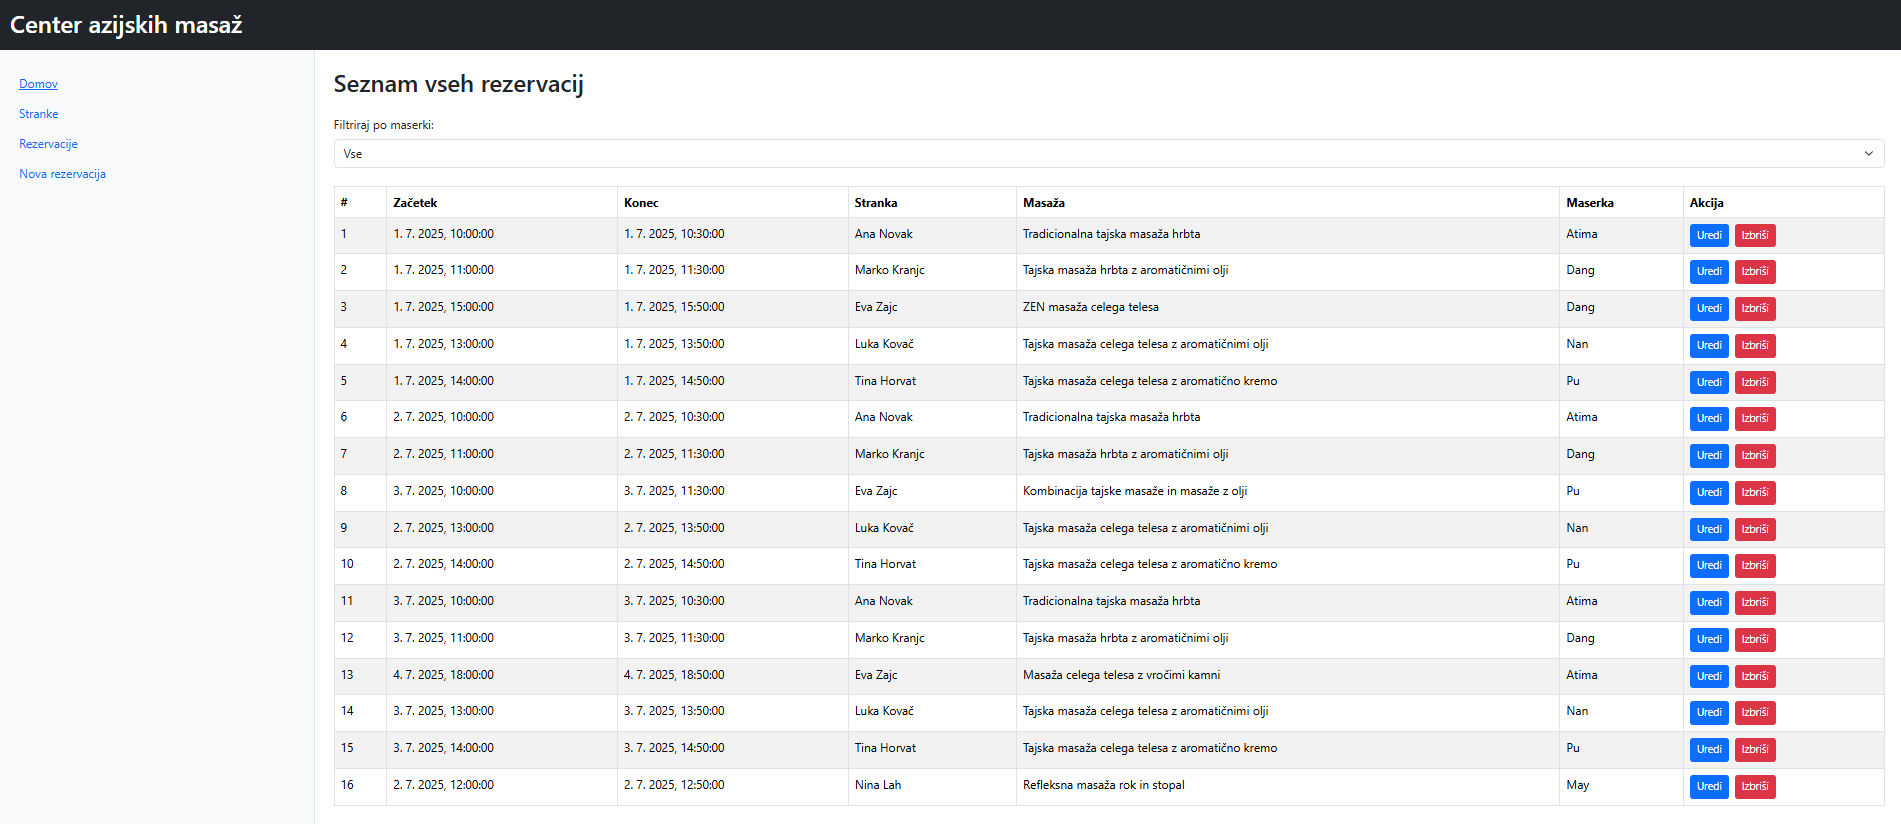 Center azijskih masaž
Domov
Stranke
Rezervacije
Nova rezervacija
Seznam vseh rezervacij
Filtriraj po maserki:
Vse
# Začetek Konec Stranka Masaža Maserka Akcija
1 1. 7. 2025, 10:00:00 1. 7. 2025, 10:30:00 Ana Novak Tradicionalna tajska masaža hrbta Atima Uredi Izbriši
2 1. 7. 2025, 11:00:00 1. 7. 2025, 11:30:00 Marko Kranjc Tajska masaža hrbta z aromatičnimi olji Dang Uredi Izbriši
3 1. 7. 2025, 15:00:00 1. 7. 2025, 15:50:00 Eva Zajc ZEN masaža celega telesa Dang Uredi Izbriši
4 1. 7. 2025, 13:00:00 1. 7. 2025, 13:50:00 Luka Kovač Tajska masaža celega telesa z aromatičnimi olji Nan Uredi Izbriši
5 1. 7. 2025, 14:00:00 1. 7. 2025, 14:50:00 Tina Horvat Tajska masaža celega telesa z aromatično kremo Pu Uredi Izbriši
6 2. 7. 2025, 10:00:00 2. 7. 2025, 10:30:00 Ana Novak Tradicionalna tajska masaža hrbta Atima Uredi Izbriši
7 2. 7. 2025, 11:00:00 2. 7. 2025, 11:30:00 Marko Kranjc Tajska masaža hrbta z aromatičnimi olji Dang Uredi Izbriši
8 3. 7. 2025, 10:00:00 3. 7. 2025, 11:30:00 Eva Zajc Kombinacija tajske masaže in masaže z olji Pu Uredi Izbriši
9 2. 7. 2025, 13:00:00 2. 7. 2025, 13:50:00 Luka Kovač Tajska masaža celega telesa z aromatičnimi olji Nan Uredi Izbriši
10 2. 7. 2025, 14:00:00 2. 7. 2025, 14:50:00 Tina Horvat Tajska masaža celega telesa z aromatično kremo Pu Uredi Izbriši
11 3. 7. 2025, 10:00:00 3. 7. 2025, 10:30:00 Ana Novak Tradicionalna tajska masaža hrbta Atima Uredi Izbriši
12 3. 7. 2025, 11:00:00 3. 7. 2025, 11:30:00 Marko Kranjc Tajska masaža hrbta z aromatičnimi olji Dang Uredi Izbriši
13 4. 7. 2025, 18:00:00 4. 7. 2025, 18:50:00 Eva Zajc Masaža celega telesa z vročimi kamni Atima Uredi Izbriši
14 3. 7. 2025, 13:00:00 3. 7. 2025, 13:50:00 Luka Kovač Tajska masaža celega telesa z aromatičnimi olji Nan Uredi Izbriši
15 3. 7. 2025, 14:00:00 3. 7. 2025, 14:50:00 Tina Horvat Tajska masaža celega telesa z aromatično kremo Pu Uredi Izbriši
16 2. 7. 2025, 12:00:00 2. 7. 2025, 12:50:00 Nina Lah Refleksna masaža rok in stopal May Uredi Izbriši